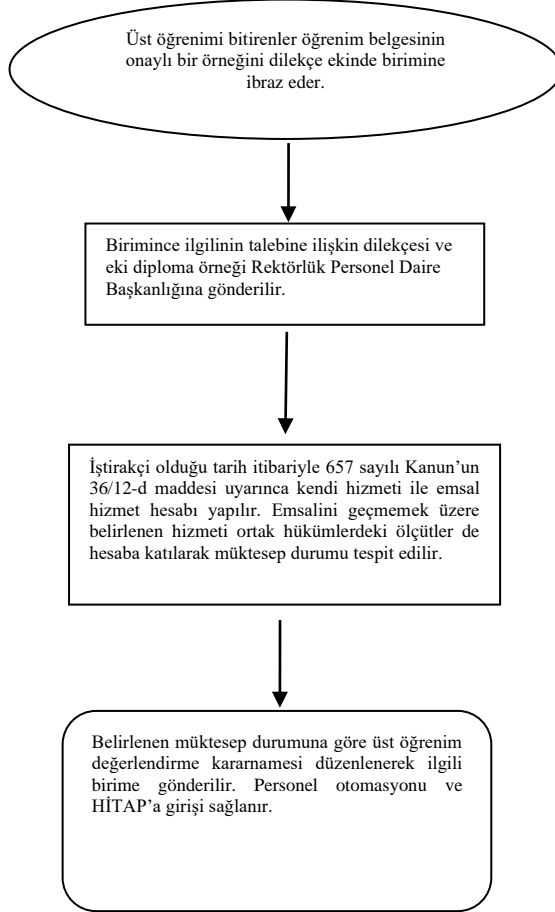 Üst öğrenimi bitirenler öğrenim belgesinin
onaylı bir örneğini dilekçe ekinde birimine
ibraz eder.
Birimince ilgilinin talebine ilişkin dilekçesi ve
eki diploma örneği Rektörlük Personel Daire
Başkanlığına gönderilir.
İştirakçi olduğu tarih itibariyle 657 sayılı Kanun’un
36/12-d maddesi uyarınca kendi hizmeti ile emsal
hizmet hesabı yapılır. Emsalini geçmemek üzere
belirlenen hizmeti ortak hükümlerdeki ölçütler de
hesaba katılarak müktesep durumu tespit edilir.
Belirlenen müktesep durumuna göre üst öğrenim
değerlendirme kararnamesi düzenlenerek ilgili
birime gönderilir. Personel otomasyonu ve
HİTAP’a girişi sağlanır.